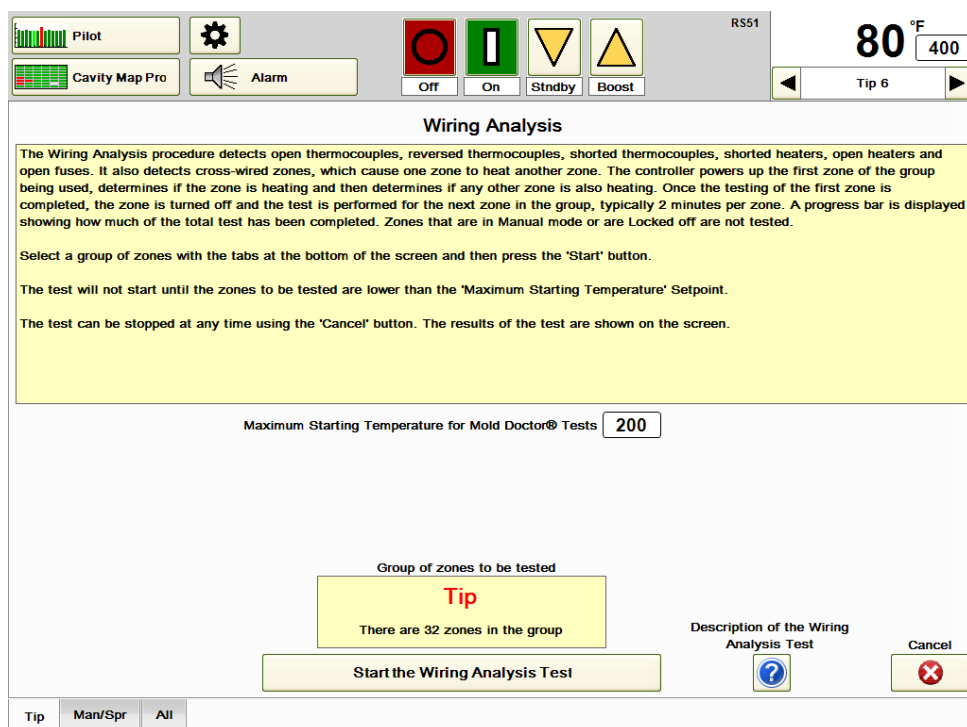 Pilot
RS51
80 °F
400
Cavity Map Pro
Alarm
Off
On
Stndby
Boost
Tip 6
Wiring Analysis
The Wiring Analysis procedure detects open thermocouples, reversed thermocouples, shorted thermocouples, shorted heaters, open heaters and
open fuses. It also detects cross-wired zones, which cause one zone to heat another zone. The controller powers up the first zone of the group
being used, determines if the zone is heating and then determines if any other zone is also heating. Once the testing of the first zone is
completed, the zone is turned off and the test is performed for the next zone in the group, typically 2 minutes per zone. A progress bar is displayed
showing how much of the total test has been completed. Zones that are in Manual mode or are Locked off are not tested.
Select a group of zones with the tabs at the bottom of the screen and then press the 'Start' button.
The test will not start until the zones to be tested are lower than the 'Maximum Starting Temperature' Setpoint.
The test can be stopped at any time using the 'Cancel' button. The results of the test are shown on the screen.
Maximum Starting Temperature for Mold Doctor® Tests 200
Group of zones to be tested
Tip
There are 32 zones in the group
Start the Wiring Analysis Test
Description of the Wiring
Analysis Test
?
Cancel
Tip
Man/Spr
All